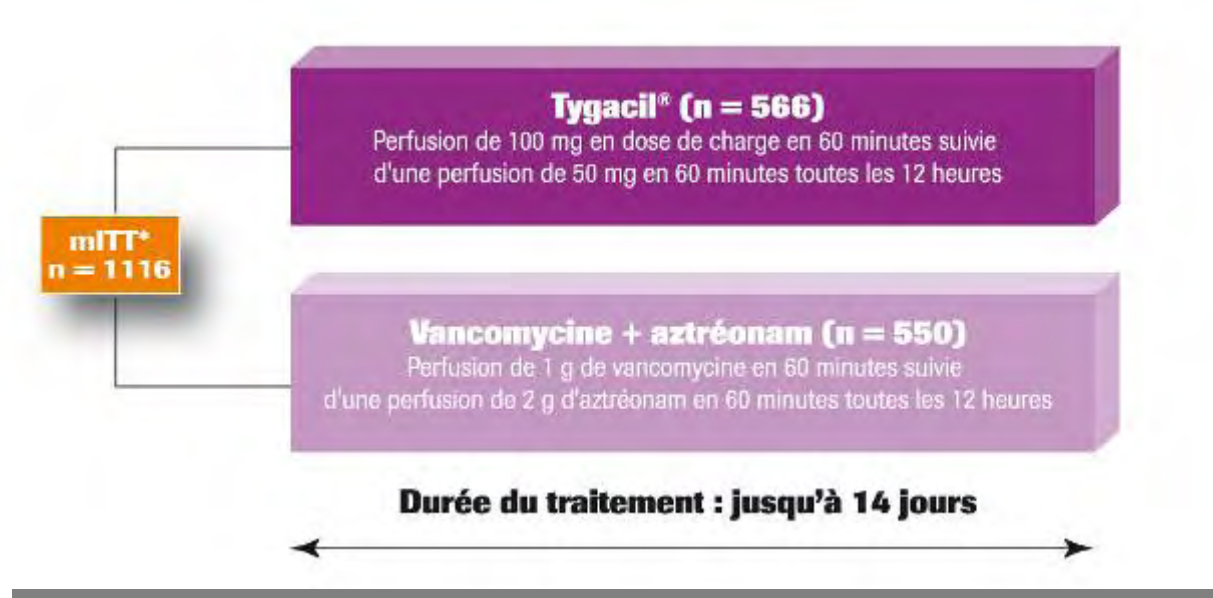 Tygacil® (n = 566)
Perfusion de 100 mg en dose de charge en 60 minutes suivie
d'une perfusion de 50 mg en 60 minutes toutes les 12 heures
mITT*
n = 1116
Vancomycine + aztréonam (n = 550)
Perfusion de 1 g de vancomycine en 60 minutes suivie
d'une perfusion de 2 g d'aztréonam en 60 minutes toutes les 12 heures
Durée du traitement : jusqu'à 14 jours